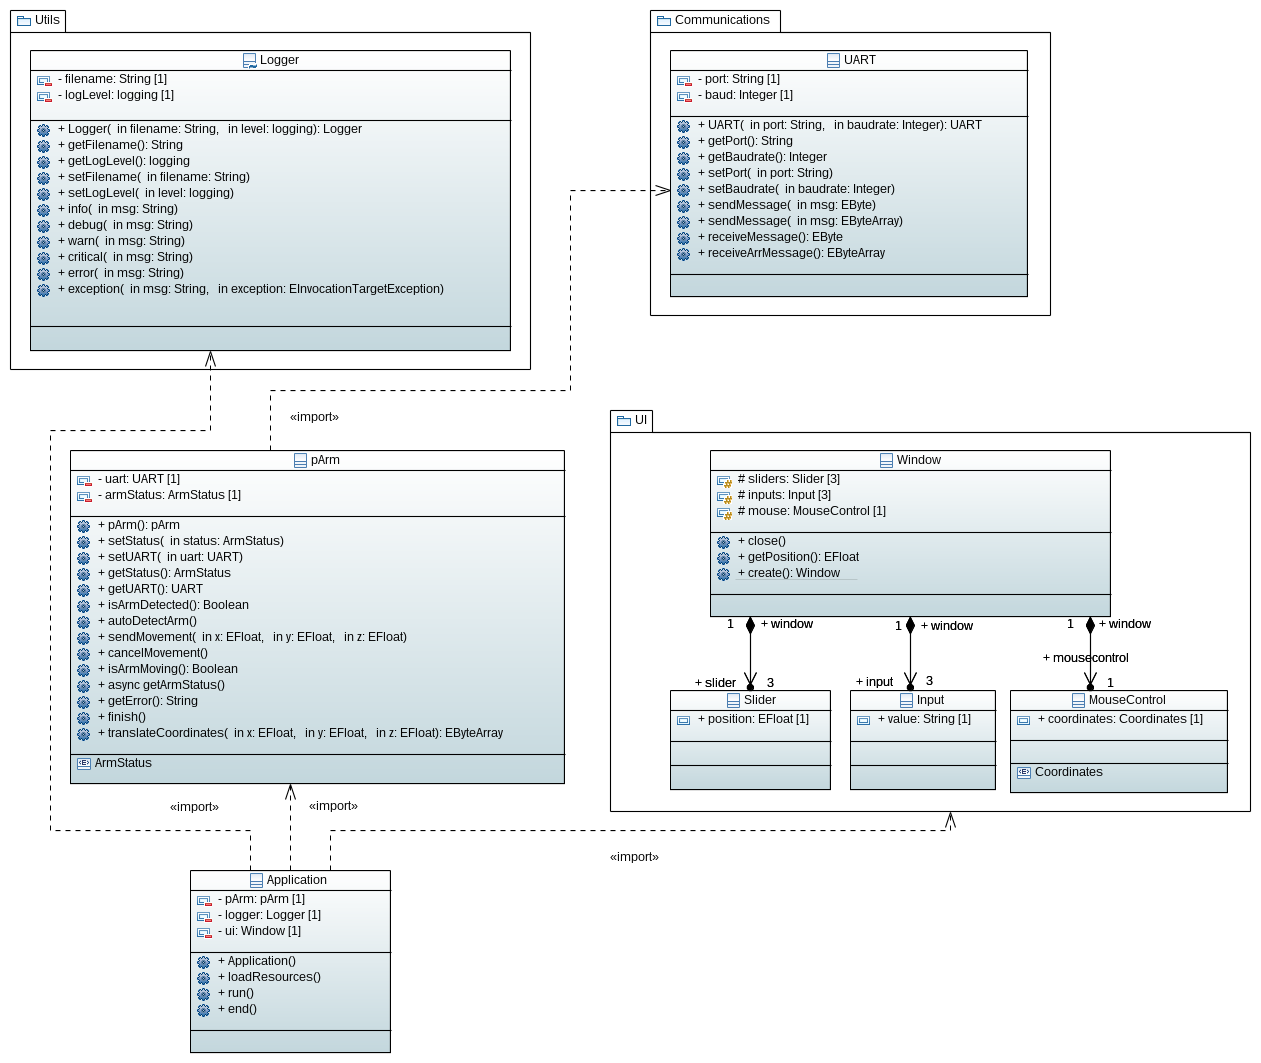 Utils
Logger
- filename: String [1]
- logLevel: logging [1]
+ Logger( in filename: String, in level: logging): Logger
+ getFilename(): String
+ getLogLevel(): logging
+ setFilename( in filename: String)
+ setLogLevel( in level: logging)
+ info( in msg: String)
+ debug( in msg: String)
+ warn( in msg: String)
+ critical( in msg: String)
+ error( in msg: String)
+ exception( in msg: String, in exception: EInvocationTargetException)
Communications
UART
- port: String [1]
- baud: Integer [1]
+ UART( in port: String, in baudrate: Integer): UART
+ getPort(): String
+ getBaudrate(): Integer
+ setPort( in port: String)
+ setBaudrate( in baudrate: Integer)
+ sendMessage( in msg: EByte)
+ sendMessage( in msg: EByteArray)
+ receiveMessage(): EByte
+ receiveArrMessage(): EByteArray
«import»
pArm
- uart: UART [1]
- armStatus: ArmStatus [1]
+ pArm(): pArm
+ setStatus( in status: ArmStatus)
+ setUART( in uart: UART)
+ getStatus(): ArmStatus
+ getUART(): UART
+ isArmDetected(): Boolean
+ autoDetectArm()
+ sendMovement( in x: EFloat, in y: EFloat, in z: EFloat)
+ cancelMovement()
+ isArmMoving(): Boolean
+ async getArmStatus()
+ getError(): String
+ finish()
+ translateCoordinates( in x: EFloat, in y: EFloat, in z: EFloat): EByteArray
ArmStatus
UI
Window
# sliders: Slider [3]
# inputs: Input [3]
# mouse: MouseControl [1]
+ close()
+ getPosition(): EFloat
+ create(): Window
1 + window
1 + window
1 + window
+ mousecontrol
+ slider 3
+ input 3
1
Slider
+ position: EFloat [1]
Input
+ value: String [1]
MouseControl
+ coordinates: Coordinates [1]
Coordinates
«import»
«import»
«import»
Application
- pArm: pArm [1]
- logger: Logger [1]
- ui: Window [1]
+ Application()
+ loadResources()
+ run()
+ end()